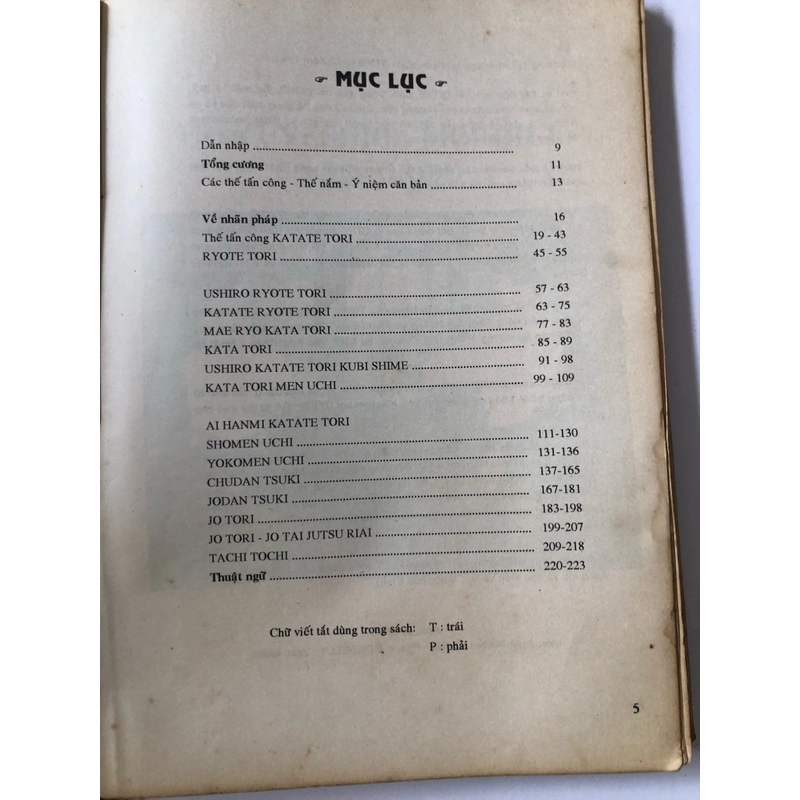 ☞ MỤC LỤC ☞
Dẫn nhập ........ 9
Tổng cương ........ 11
Các thế tấn công - Thế nắm - Ý niệm căn bản ........ 13
Về nhãn pháp ........ 16
Thế tấn công KATATE TORI ........ 19 - 43
RYOTE TORI ........ 45 - 55
USHIRO RYOTE TORI ........ 57 - 63
KATATE RYOTE TORI ........ 63 - 75
MAE RYO KATA TORI ........ 77 - 83
KATA TORI ........ 85 - 89
USHIRO KATATE TORI KUBI SHIME ........ 91 - 98
KATA TORI MEN UCHI ........ 99 - 109
AI HANMI KATATE TORI
SHOMEN UCHI ........ 111-130
YOKOMEN UCHI ........ 131-136
CHUDAN TSUKI ........ 137-165
JODAN TSUKI ........ 167-181
JO TORI ........ 183-198
JO TORI - JO TAI JUTSU RIAI ........ 199-207
TACHI TOCHI ........ 209-218
Thuật ngữ ........ 220-223
Chữ viết tắt dùng trong sách: T : trái
P : phải
5